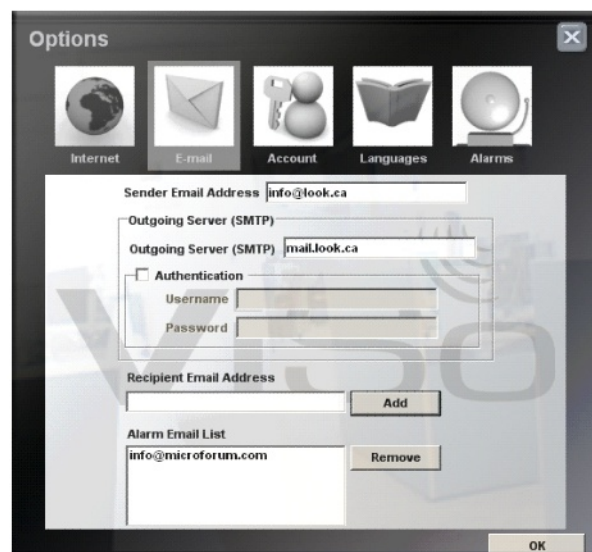 Options
Internet E-mail Account Languages Alarms
Sender Email Address info@look.ca
Outgoing Server (SMTP)
Outgoing Server (SMTP) mail.look.ca
Authentication
Username
Password
Recipient Email Address
Add
Alarm Email List
info@microforum.com
Remove
OK
VISO